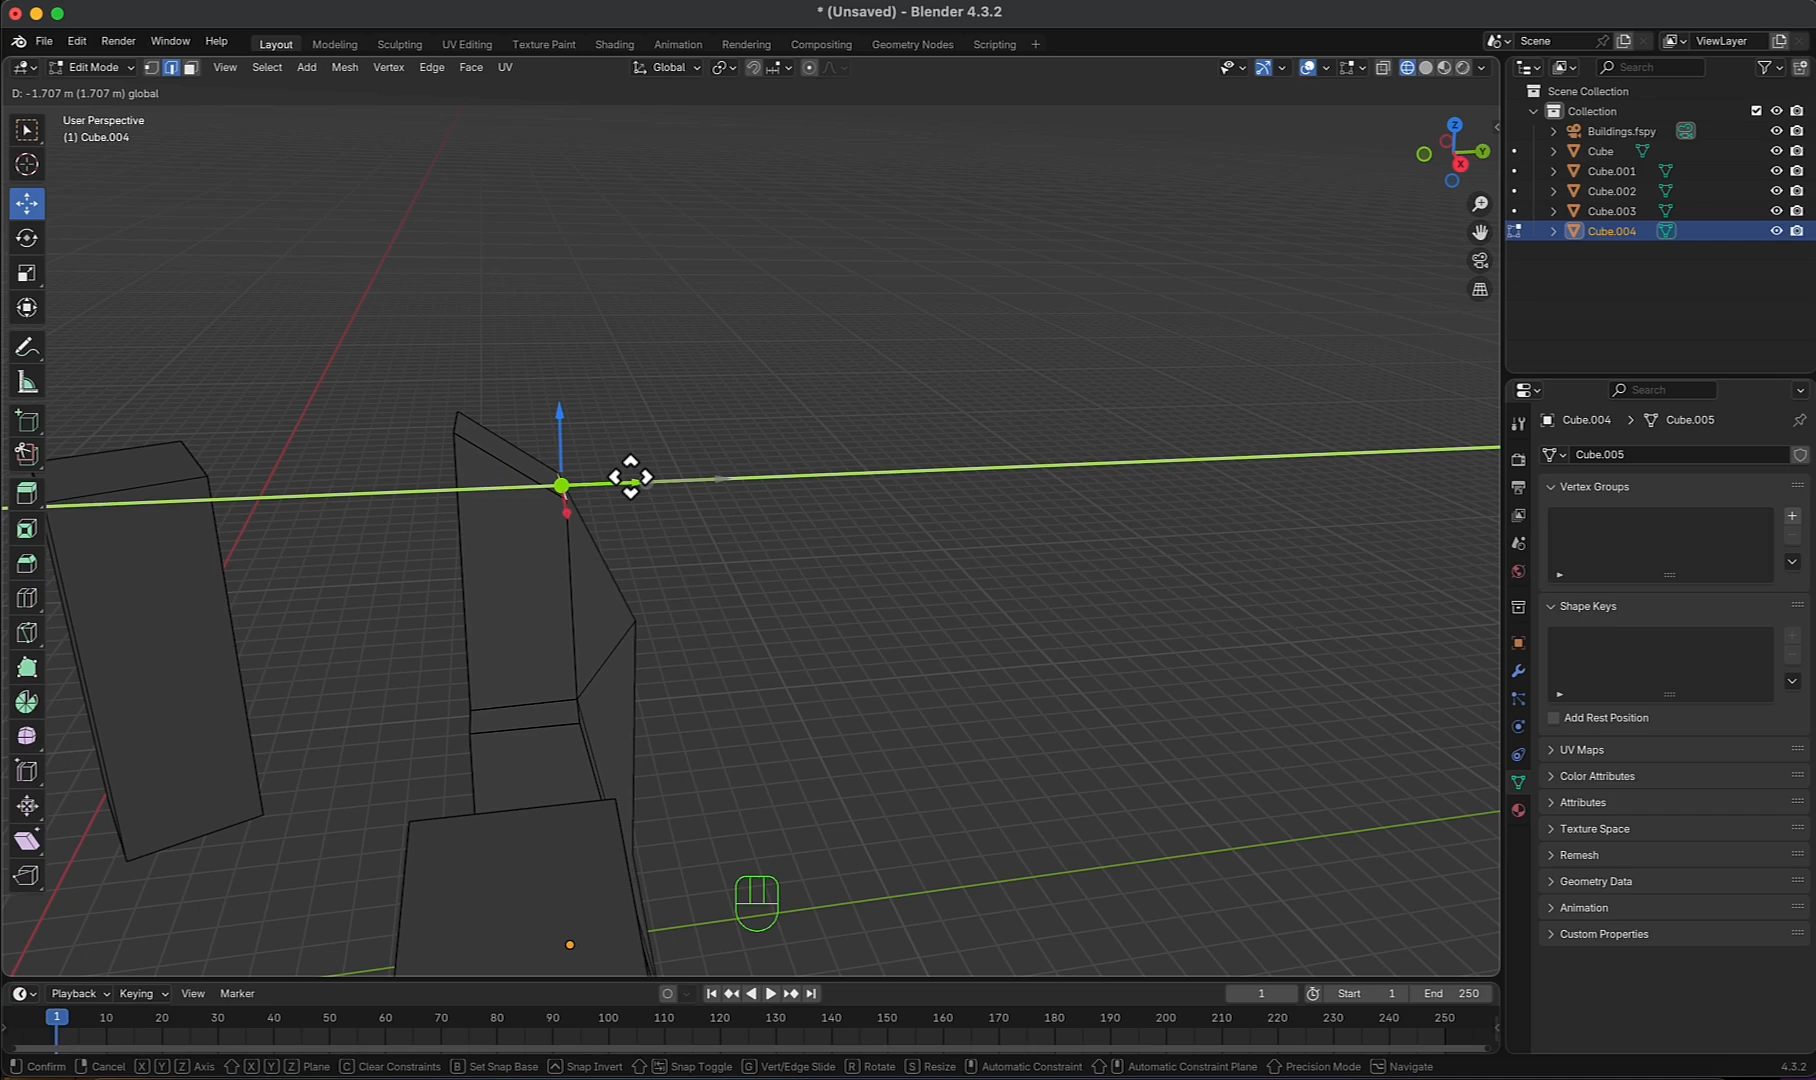 * (Unsaved) - Blender 4.3.2
File Edit Render Window Help Layout Modeling Sculpting UV Editing Texture Paint Shading Animation Rendering Compositing Geometry Nodes Scripting + Scene ViewLayer
Edit Mode View Select Add Mesh Vertex Edge Face UV Global Search
D: -1.707 m (1.707 m) global
Scene Collection
User Perspective
(1) Cube.004
Collection
Buildings.fspy
Cube
Cube.001
Cube.002
Cube.003
Cube.004
Z
Y
X
Search
Cube.004 > Cube.005
Cube.005
Vertex Groups
Shape Keys
Add Rest Position
UV Maps
Color Attributes
Attributes
Texture Space
Remesh
Geometry Data
Animation
Custom Properties
Playback Keying View Marker 1 Start 1 End 250
1 10 20 30 40 50 60 70 80 90 100 110 120 130 140 150 160 170 180 190 200 210 220 230 240 250
Confirm Cancel X Y Z Axis X Y Z Plane C Clear Constraints B Set Snap Base Snap Invert Snap Toggle G Vert/Edge Slide R Rotate S Resize Automatic Constraint Automatic Constraint Plane Precision Mode Navigate 4.3.2